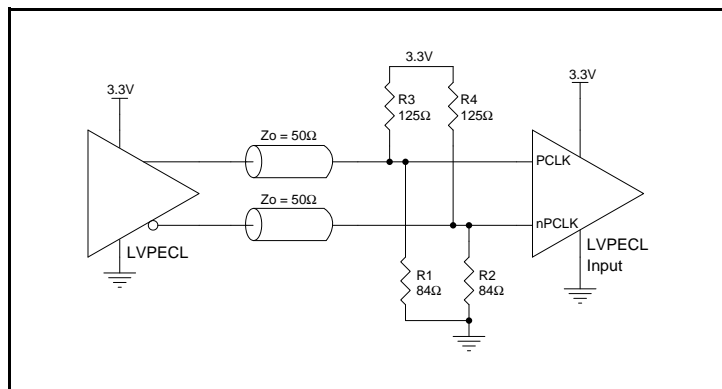 3.3V
3.3V
3.3V
R3
125Ω
R4
125Ω
Zo = 50Ω
PCLK
Zo = 50Ω
nPCLK
LVPECL
LVPECL
Input
R1
84Ω
R2
84Ω